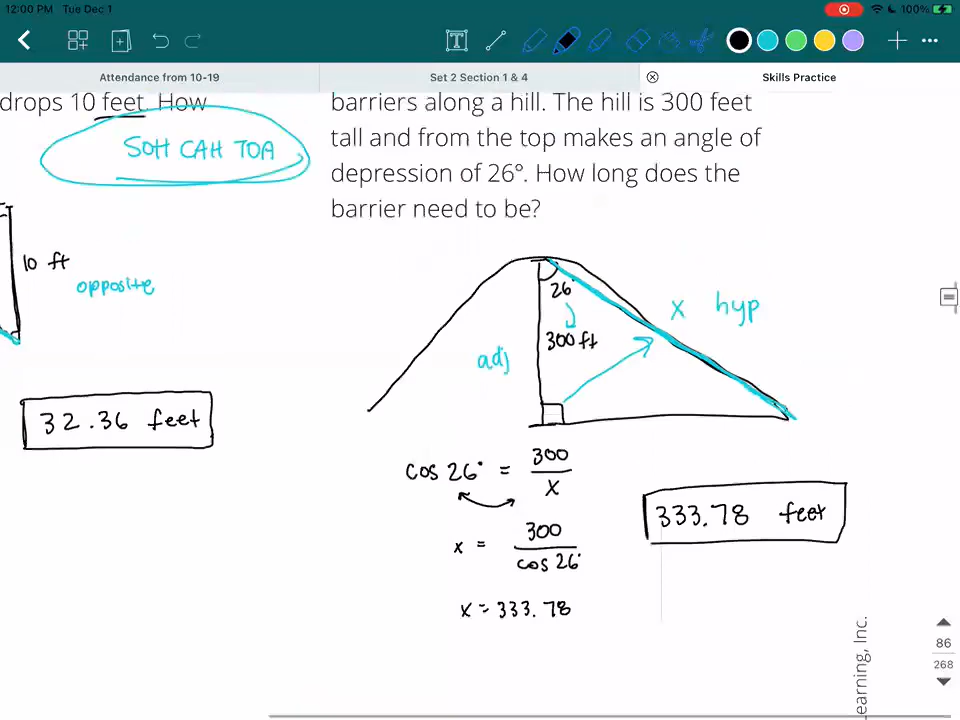 12:00 PM Tue Dec 1
100%
Attendance from 10-19
Set 2 Section 1 & 4
Skills Practice
drops 10 feet. How
SOH CAH TOA
10 ft
opposite
32.36 feet
barriers along a hill. The hill is 300 feet
tall and from the top makes an angle of
depression of 26°. How long does the
barrier need to be?
26°
300 ft
adj
x hyp
cos 26° = 300/x
x = 300/cos 26°
x = 333.78
333.78 feet
earning, Inc.
86
268